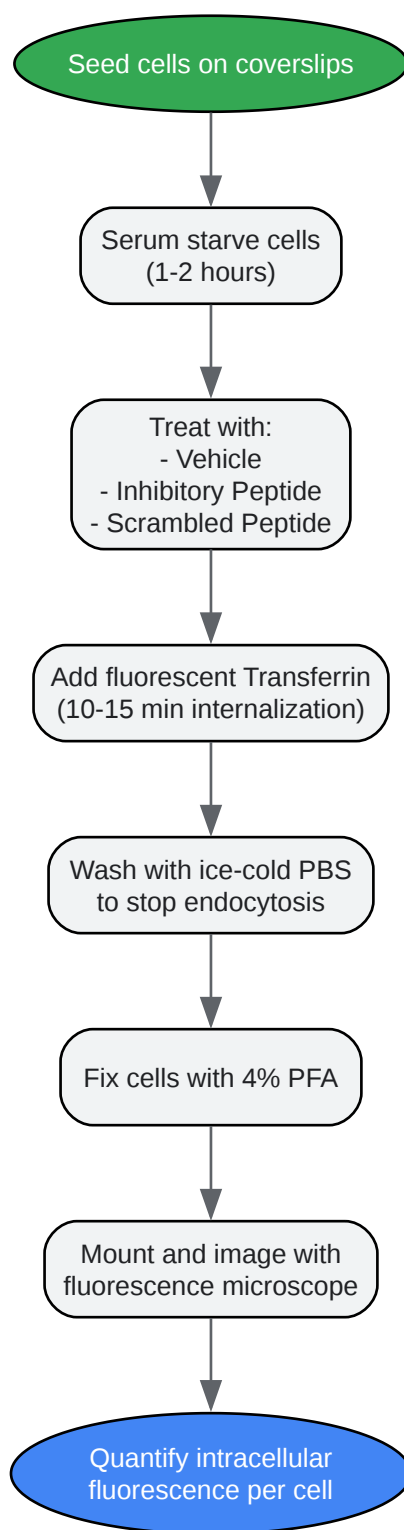 Seed cells on coverslips
Serum starve cells
(1-2 hours)
Treat with:
- Vehicle
- Inhibitory Peptide
- Scrambled Peptide
Add fluorescent Transferrin
(10-15 min internalization)
Wash with ice-cold PBS
to stop endocytosis
Fix cells with 4% PFA
Mount and image with
fluorescence microscope
Quantify intracellular
fluorescence per cell